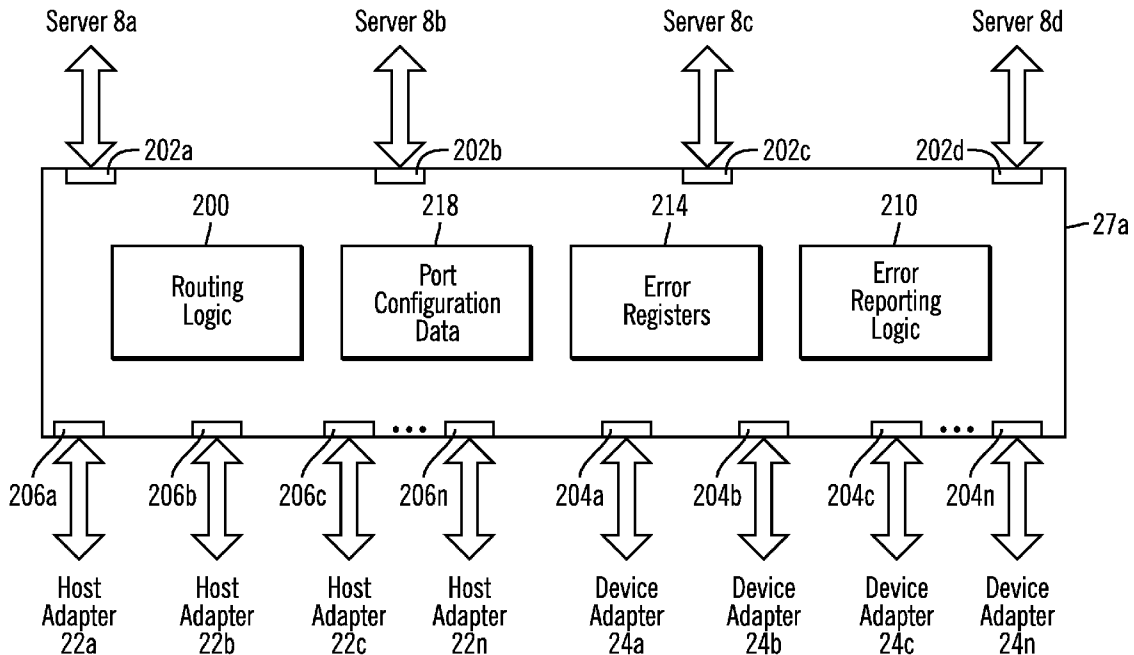 Server 8a
Server 8b
Server 8c
Server 8d
202a
202b
202c
202d
200
218
214
210
27a
Routing
Logic
Port
Configuration
Data
Error
Registers
Error
Reporting
Logic
206a
206b
206c
206n
204a
204b
204c
204n
Host
Adapter
22a
Host
Adapter
22b
Host
Adapter
22c
Host
Adapter
22n
Device
Adapter
24a
Device
Adapter
24b
Device
Adapter
24c
Device
Adapter
24n